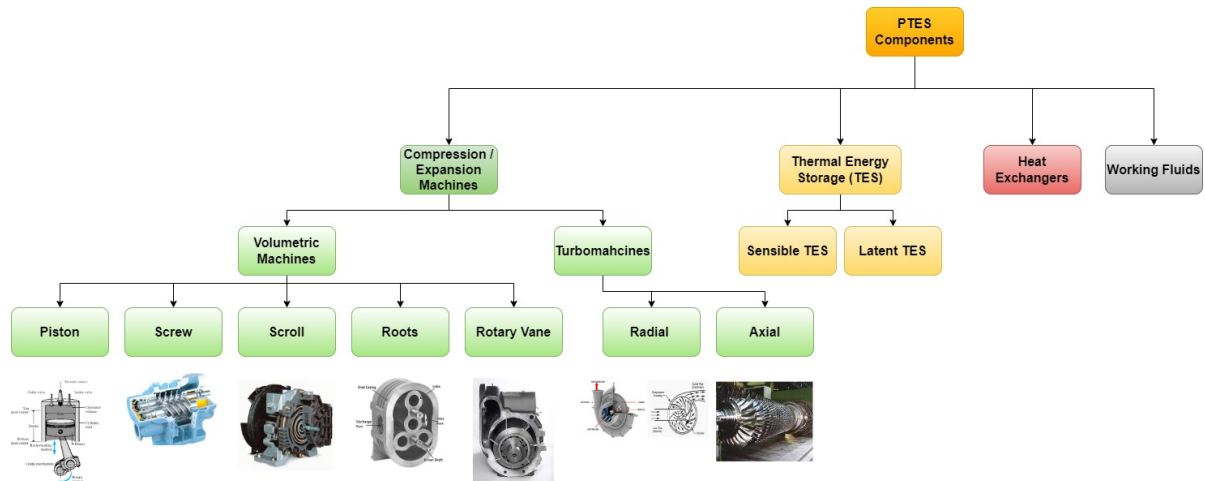 PTES
Components
Compression /
Expansion
Machines
Thermal Energy
Storage (TES)
Heat
Exchangers
Working Fluids
Volumetric
Machines
Turbomahcines
Sensible TES
Latent TES
Piston
Screw
Scroll
Roots
Rotary Vane
Radial
Axial